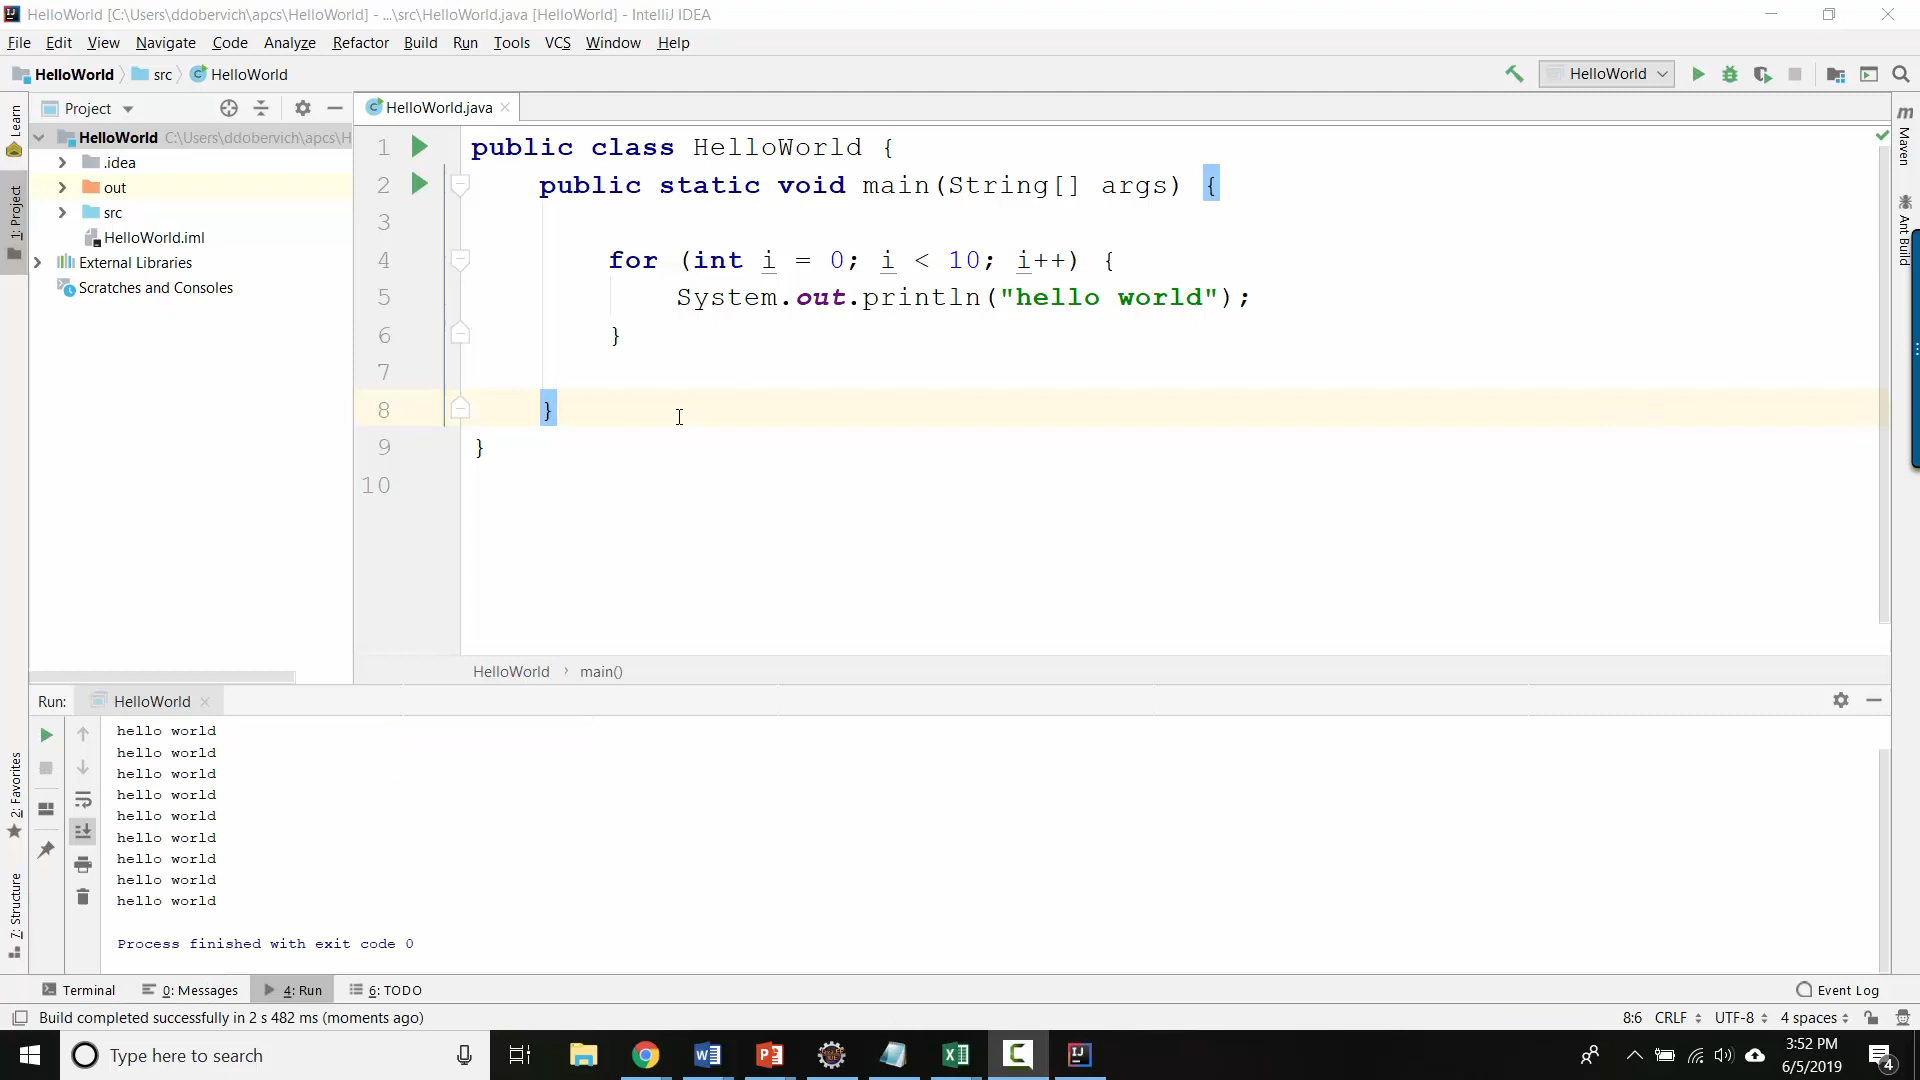 HelloWorld [C:\Users\ddobervich\apcs\HelloWorld] - ...\src\HelloWorld.java [HelloWorld] - IntelliJ IDEA
File Edit View Navigate Code Analyze Refactor Build Run Tools VCS Window Help
HelloWorld src HelloWorld
HelloWorld
Learn
1: Project
2: Favorites
7: Structure
Project
HelloWorld C:\Users\ddobervich\apcs\H
.idea
out
src
HelloWorld.iml
External Libraries
Scratches and Consoles
HelloWorld.java
1 public class HelloWorld {
2 public static void main(String[] args) {
3
4 for (int i = 0; i < 10; i++) {
5 System.out.println("hello world");
6 }
7
8 }
9 }
10
HelloWorld › main()
m Maven
Ant Build
Run: HelloWorld
hello world
hello world
hello world
hello world
hello world
hello world
hello world
hello world
hello world
Process finished with exit code 0
Terminal 0: Messages 4: Run 6: TODO Event Log
Build completed successfully in 2 s 482 ms (moments ago) 8:6 CRLF UTF-8 4 spaces
Type here to search
3:52 PM
6/5/2019
4